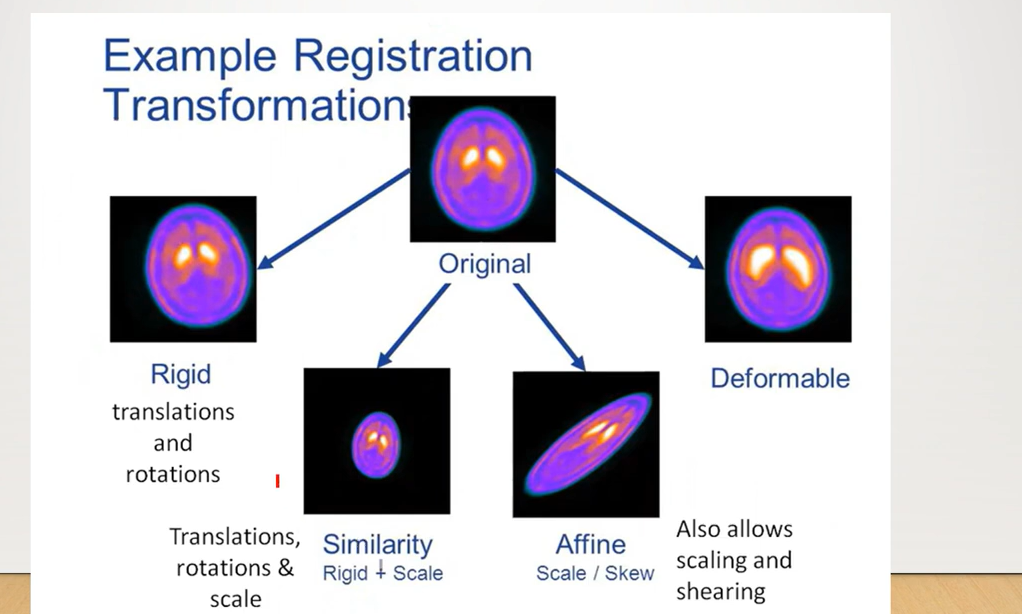 Example Registration
Transformations
Original
Rigid
translations
and
rotations
Deformable
Translations,
rotations &
scale
Similarity
Rigid + Scale
Affine
Scale / Skew
Also allows
scaling and
shearing